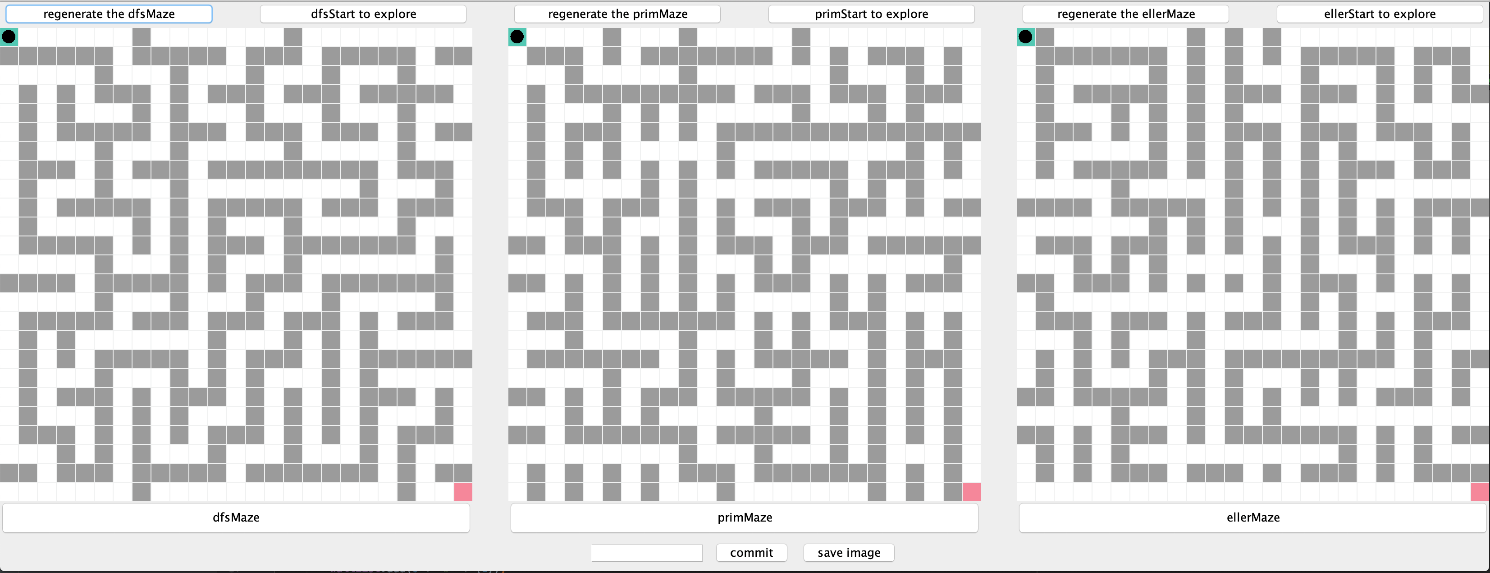 regenerate the dfsMaze dfsStart to explore regenerate the primMaze primStart to explore regenerate the ellerMaze ellerStart to explore
dfsMaze primMaze ellerMaze
commit save image